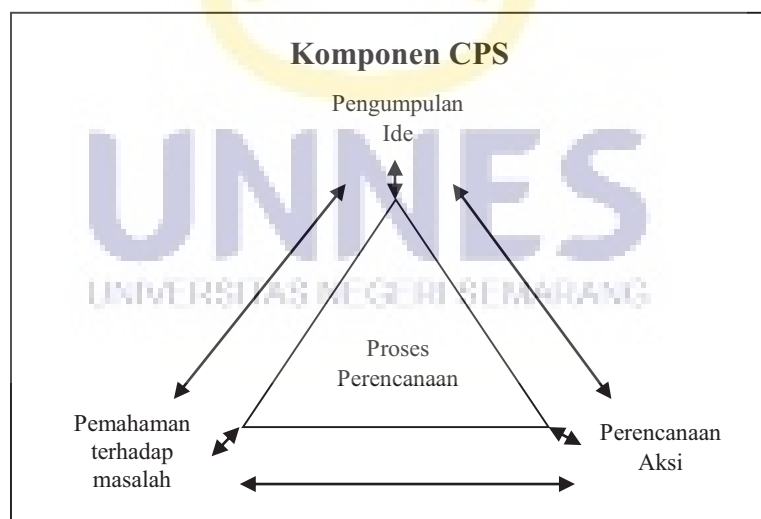 Komponen CPS
Pengumpulan
Ide
UNNES
UNIVERSITAS NEGERI SEMARANG
Proses
Perencanaan
Pemahaman
terhadap
masalah
Perencanaan
Aksi